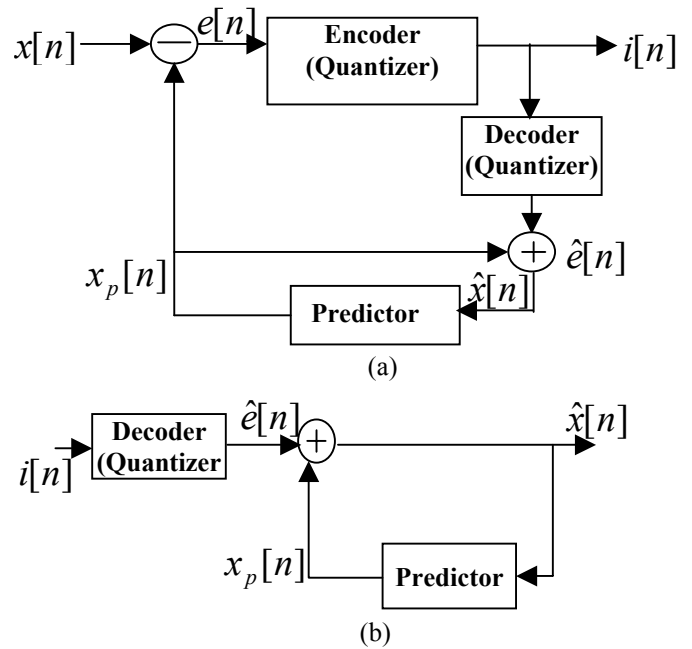 x[n]
e[n]
Encoder
(Quantizer)
i[n]
Decoder
(Quantizer)
ê[n]
x_p[n]
x̂[n]
Predictor
(a)
i[n]
Decoder
(Quantizer
ê[n]
x̂[n]
x_p[n]
Predictor
(b)